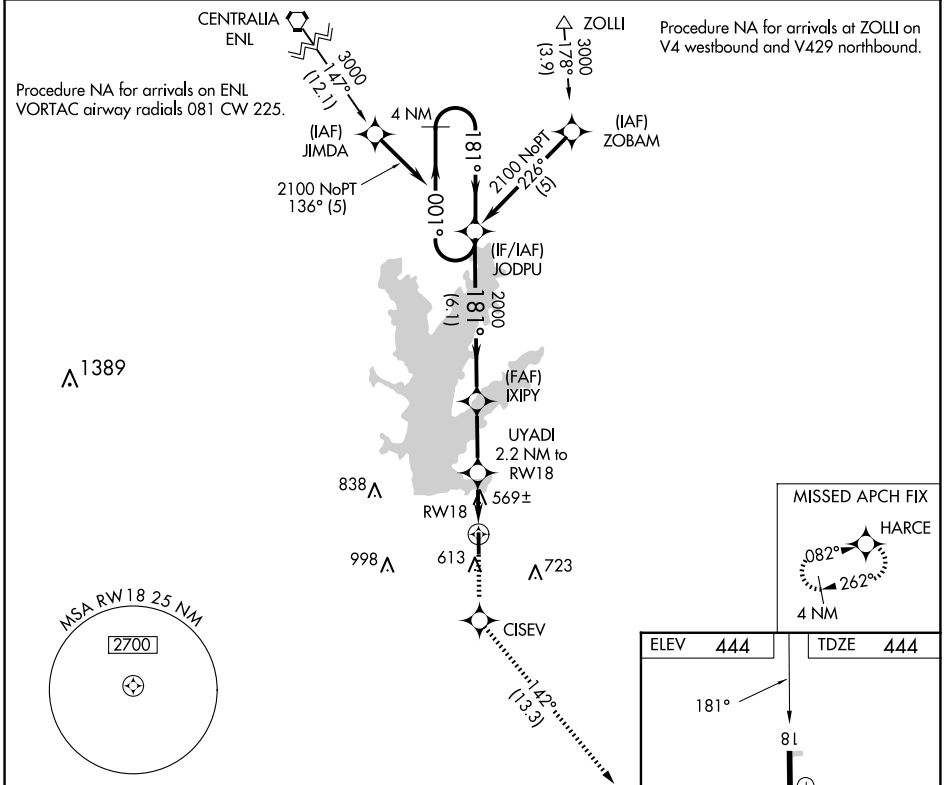 CENTRALIA
ENL
ZOLLI
Procedure NA for arrivals at ZOLLI on
V4 westbound and V429 northbound.
3000
147°
(12.1)
3000
178°
(3.9)
Procedure NA for arrivals on ENL
VORTAC airway radials 081 CW 225.
(IAF)
JIMDA
4 NM
(IAF)
ZOBAM
181°
001°
2100 NoPT
136° (5)
2100 NoPT
226°
(5)
(IF/IAF)
JODPU
2000
181°
(6.1)
1389
(FAF)
IXIPY
UYADI
2.2 NM to
RW18
838
569±
RW18
998
613
723
MISSED APCH FIX
HARCE
082°
262°
4 NM
MSA RW18 25 NM
2700
CISEV
142°
(13.3)
ELEV 444
TDZE 444
181°
18